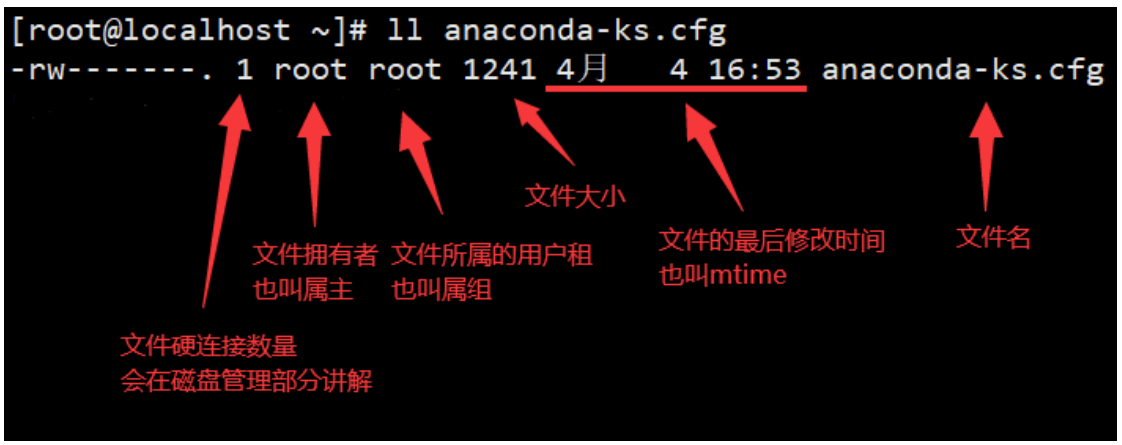 [root@localhost ~]# ll anaconda-ks.cfg
-rw-------. 1 root root 1241 4月   4 16:53 anaconda-ks.cfg
文件大小
文件拥有者
也叫属主
文件所属的用户租
也叫属组
文件的最后修改时间
也叫mtime
文件名
文件硬连接数量
会在磁盘管理部分讲解